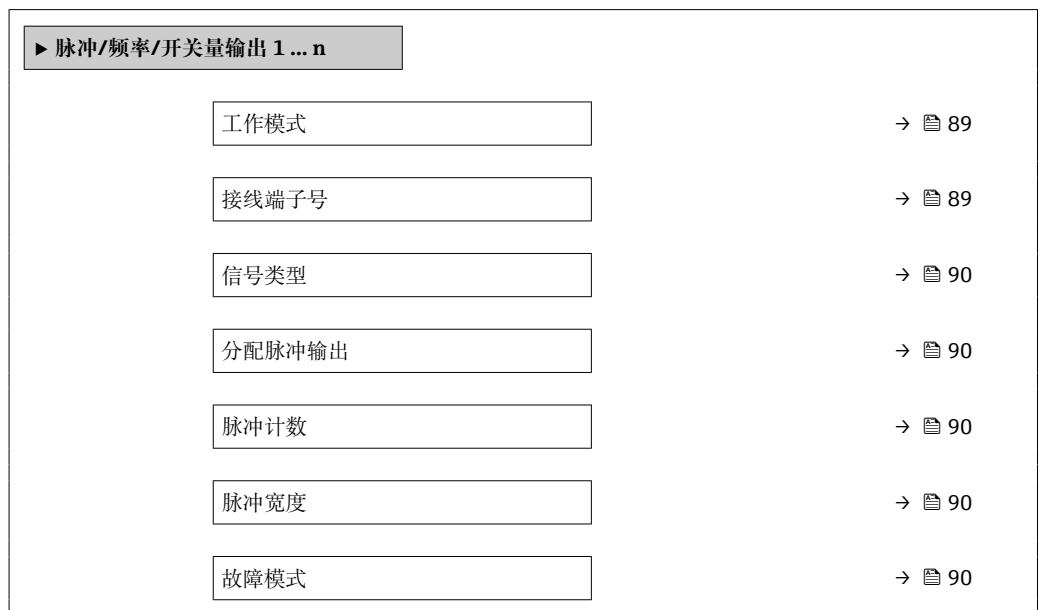 ▶ 脉冲/频率/开关量输出 1 ... n
工作模式 → 89
接线端子号 → 89
信号类型 → 90
分配脉冲输出 → 90
脉冲计数 → 90
脉冲宽度 → 90
故障模式 → 90